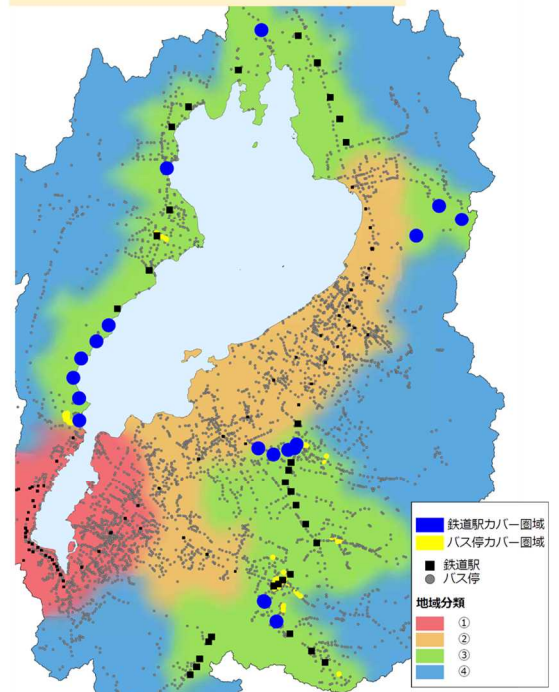 鉄道駅カバー圏域
バス停カバー圏域
鉄道駅
バス停
地域分類
①
②
③
④